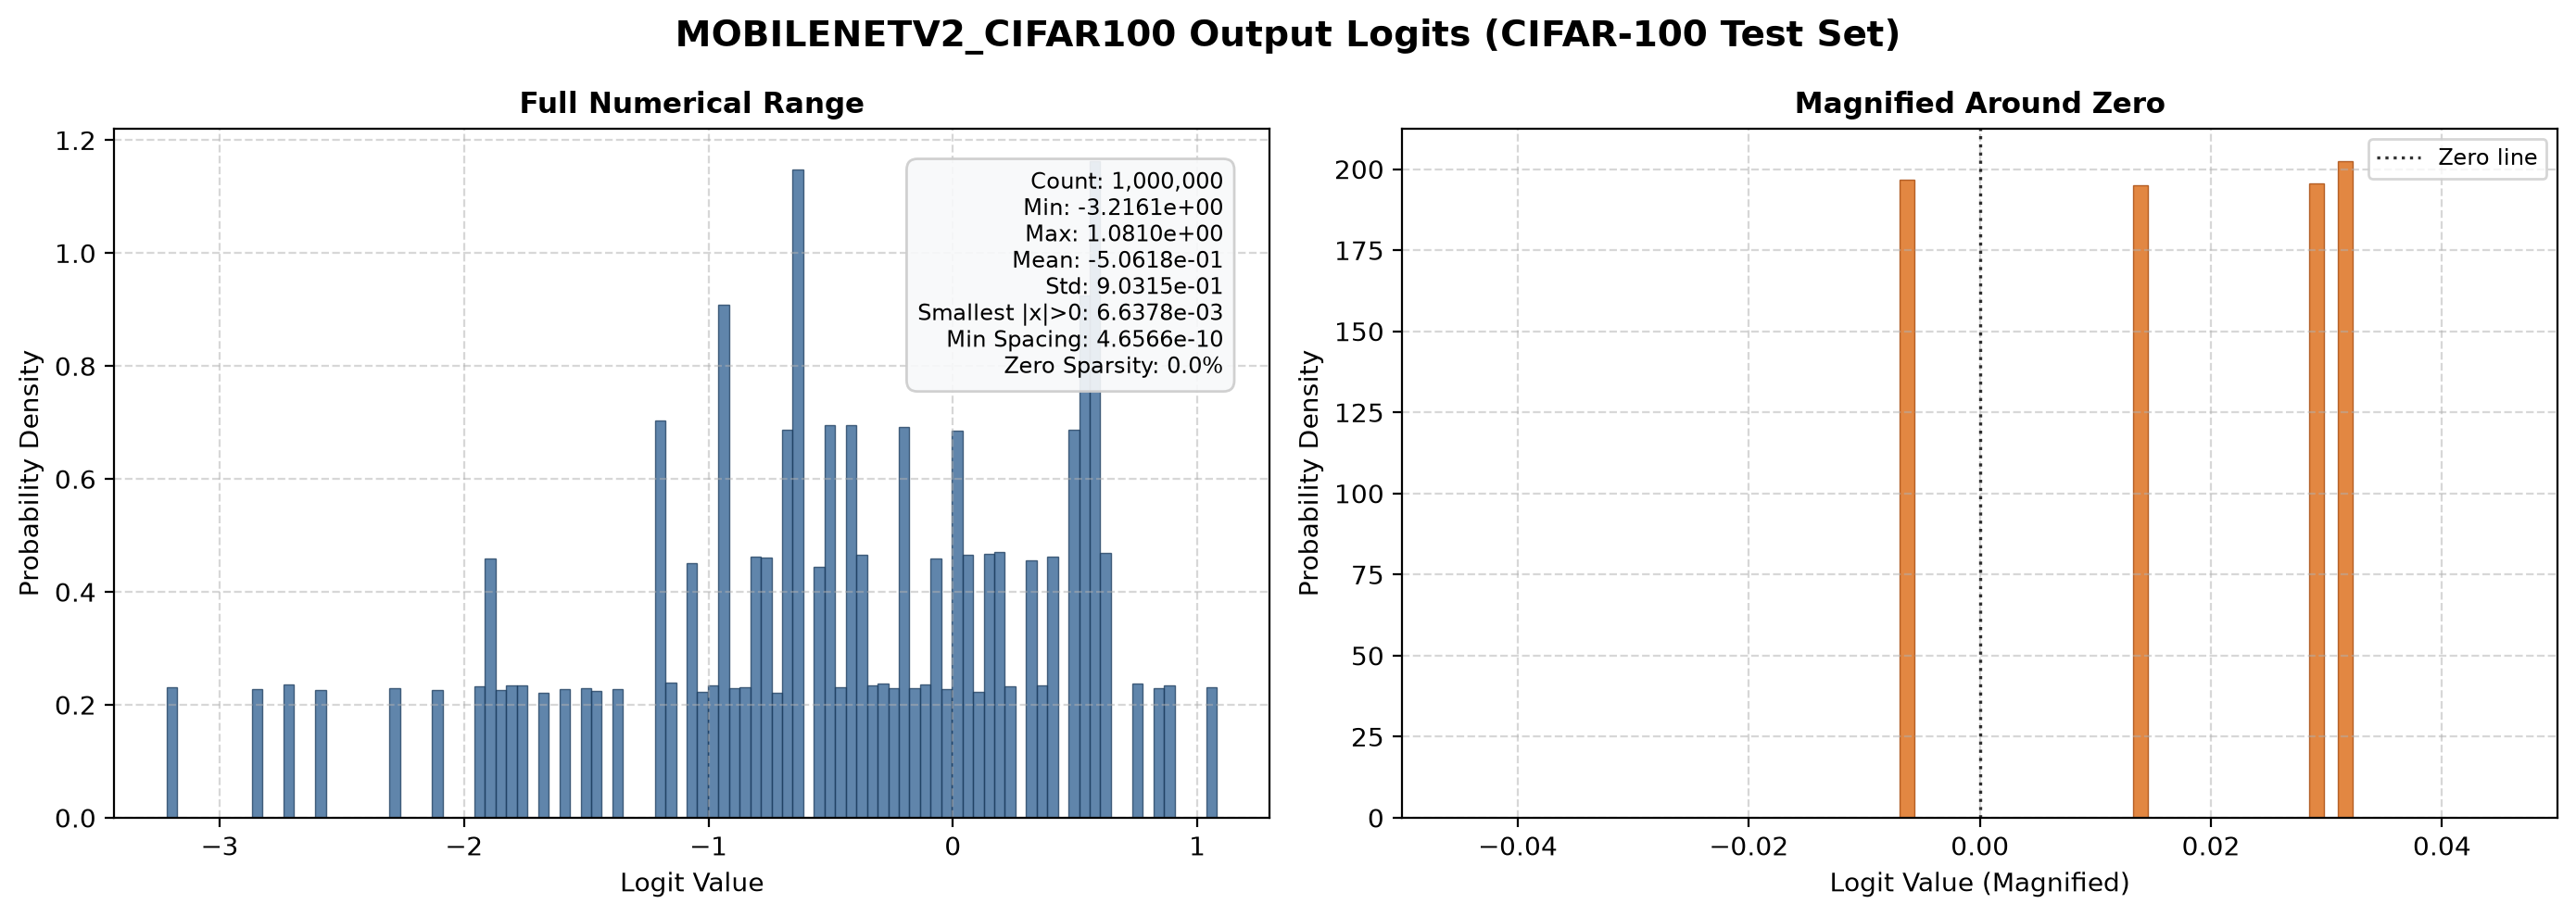 MOBILENETV2_CIFAR100 Output Logits (CIFAR-100 Test Set)
Full Numerical Range
Probability Density
1.2
1.0
0.8
0.6
0.4
0.2
0.0
Count: 1,000,000
Min: -3.2161e+00
Max: 1.0810e+00
Mean: -5.0618e-01
Std: 9.0315e-01
Smallest |x|>0: 6.6378e-03
Min Spacing: 4.6566e-10
Zero Sparsity: 0.0%
−3
−2
−1
0
1
Logit Value
Magnified Around Zero
Probability Density
200
175
150
125
100
75
50
25
0
Zero line
−0.04
−0.02
0.00
0.02
0.04
Logit Value (Magnified)